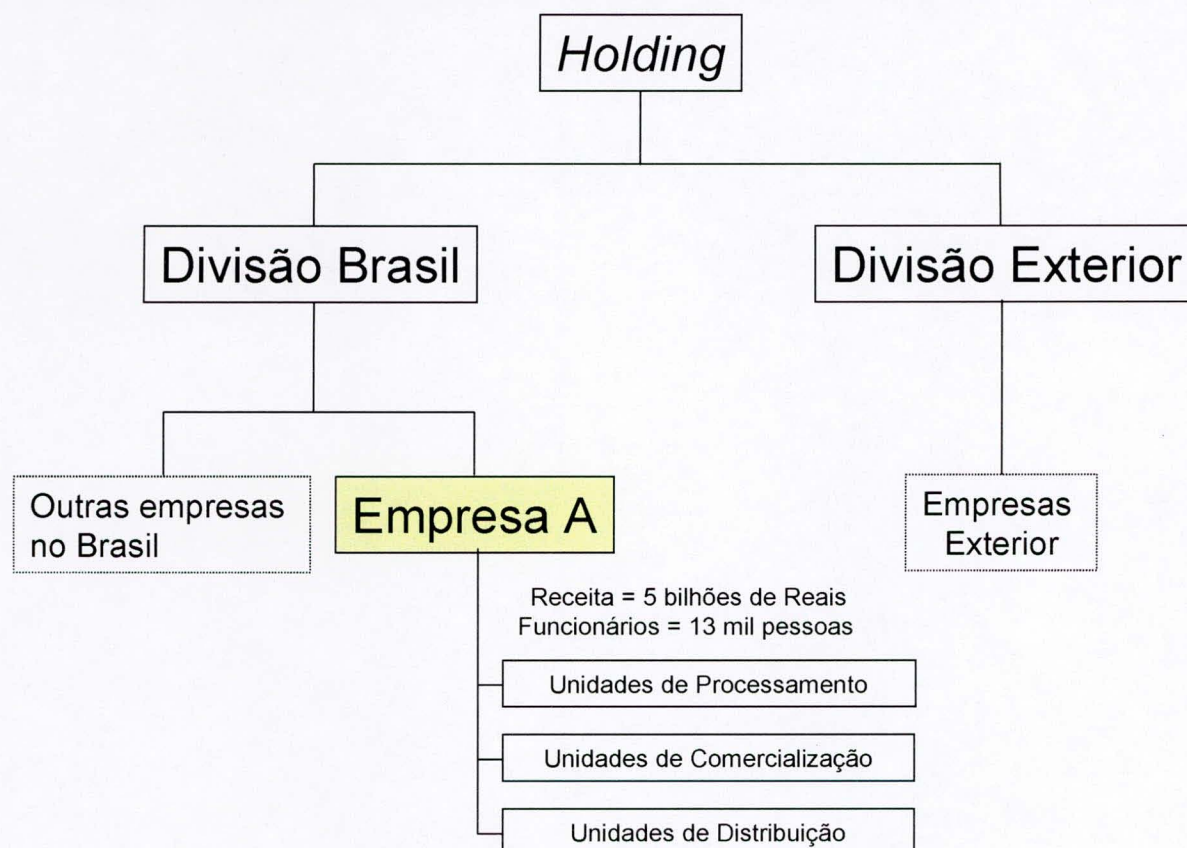 Holding
Divisão Brasil
Divisão Exterior
Outras empresas
no Brasil
Empresa A
Empresas
Exterior
Receita = 5 bilhões de Reais
Funcionários = 13 mil pessoas
Unidades de Processamento
Unidades de Comercialização
Unidades de Distribuição